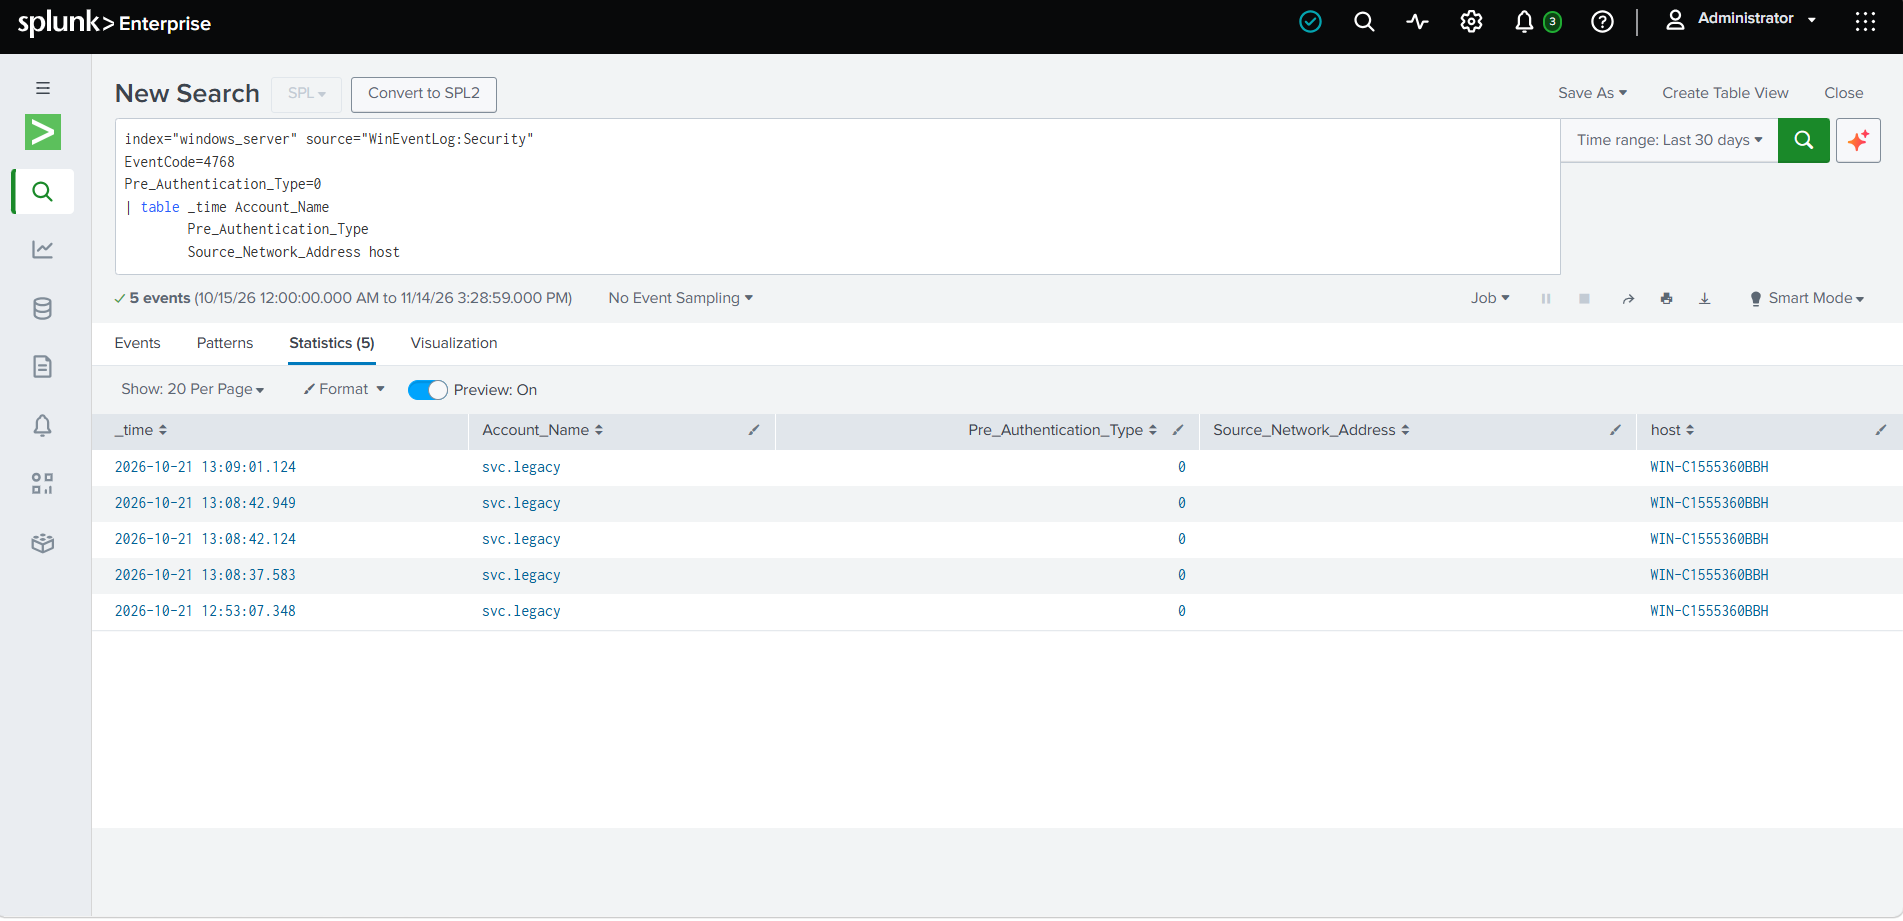 splunk> Enterprise
3
Administrator
New Search
SPL
Convert to SPL2
Save As
Create Table View
Close
index="windows_server" source="WinEventLog:Security"
EventCode=4768
Pre_Authentication_Type=0
| table _time Account_Name
Pre_Authentication_Type
Source_Network_Address host
Time range: Last 30 days
5 events (10/15/26 12:00:00.000 AM to 11/14/26 3:28:59.000 PM)
No Event Sampling
Job
Smart Mode
Events
Patterns
Statistics (5)
Visualization
Show: 20 Per Page
Format
Preview: On
_time Account_Name Pre_Authentication_Type Source_Network_Address host
2026-10-21 13:09:01.124 svc.legacy 0 WIN-C1555360BBH
2026-10-21 13:08:42.949 svc.legacy 0 WIN-C1555360BBH
2026-10-21 13:08:42.124 svc.legacy 0 WIN-C1555360BBH
2026-10-21 13:08:37.583 svc.legacy 0 WIN-C1555360BBH
2026-10-21 12:53:07.348 svc.legacy 0 WIN-C1555360BBH